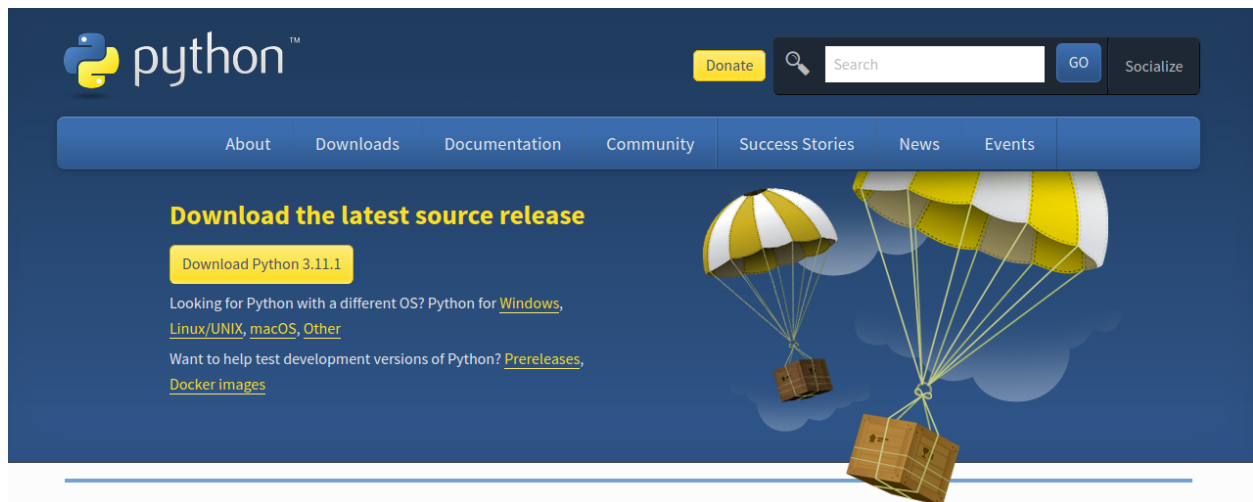 python™
Donate
Search
GO
Socialize
About
Downloads
Documentation
Community
Success Stories
News
Events
Download the latest source release
Download Python 3.11.1
Looking for Python with a different OS? Python for Windows,
Linux/UNIX, macOS, Other
Want to help test development versions of Python? Prereleases,
Docker images